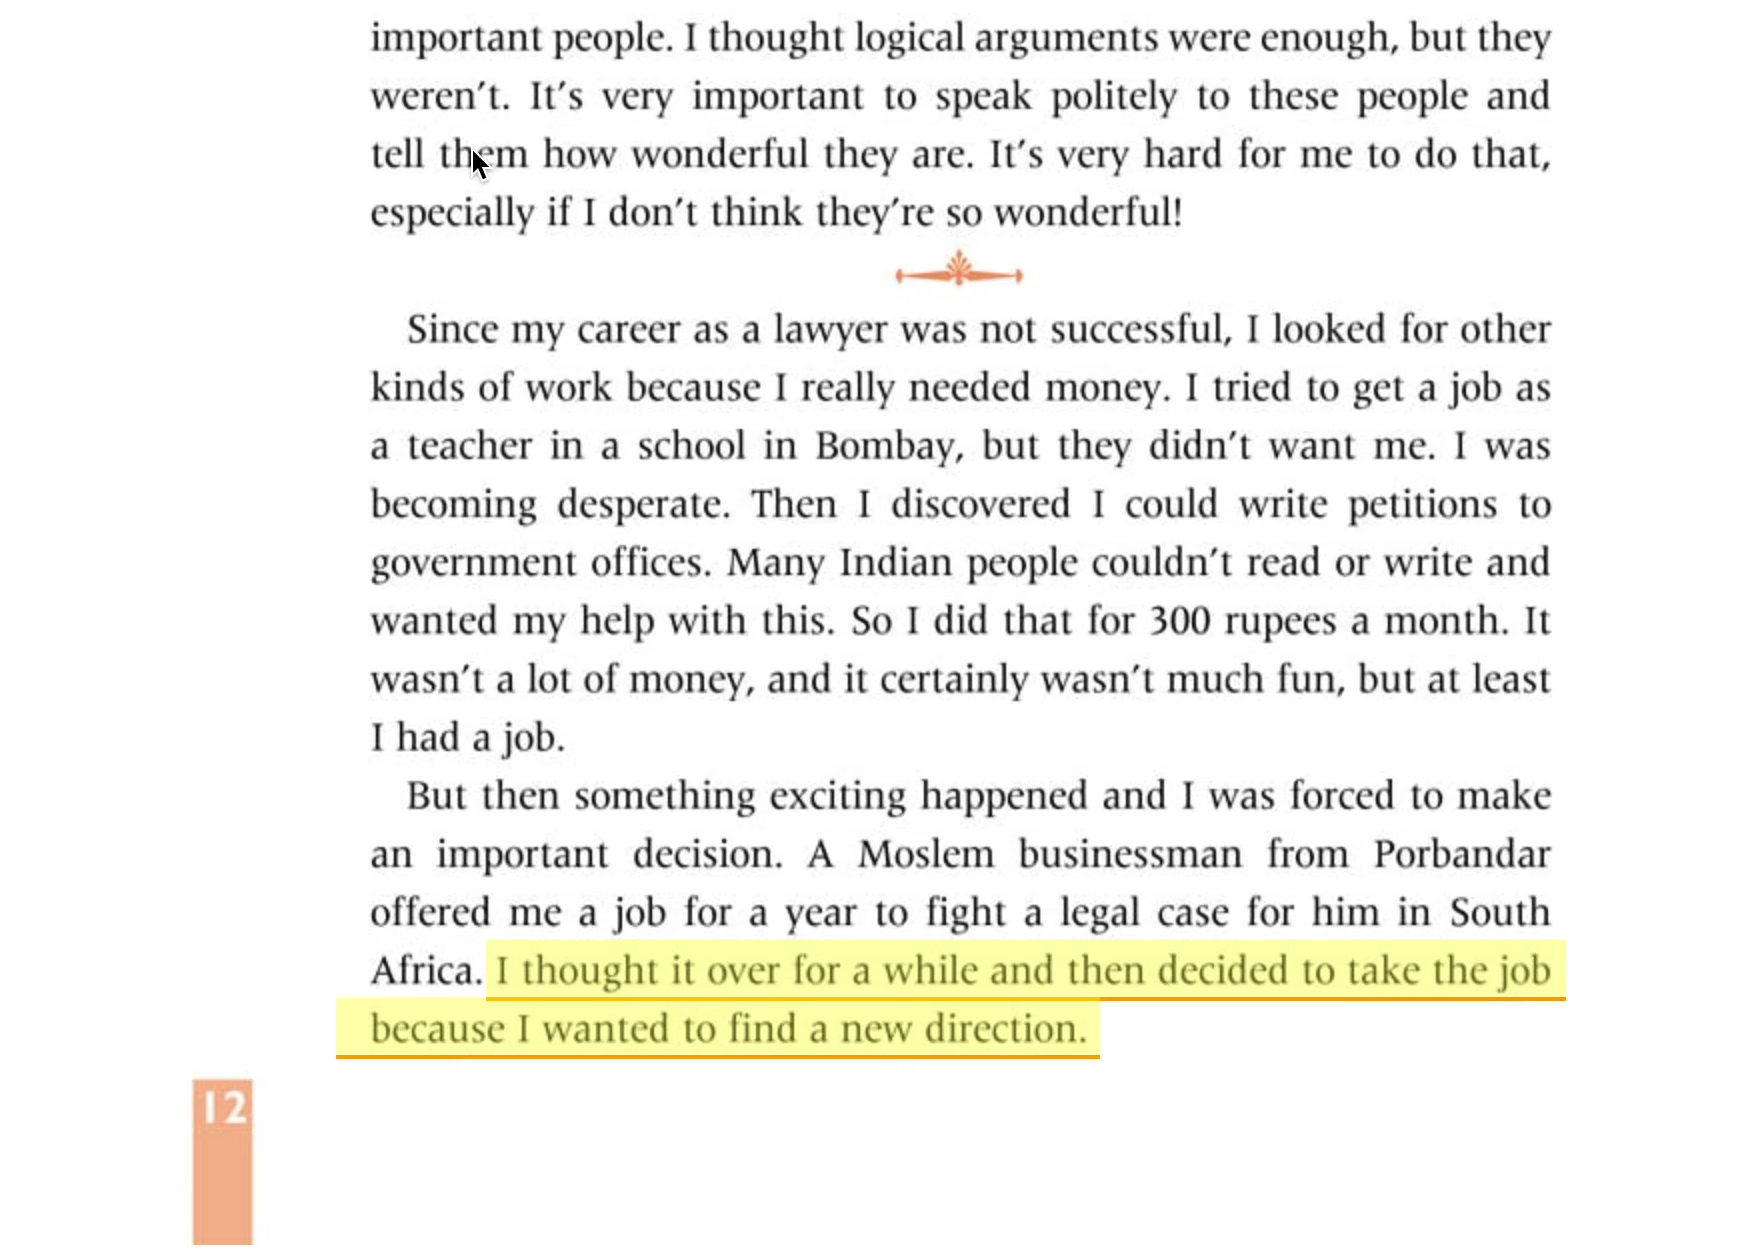 important people. I thought logical arguments were enough, but they
weren’t. It’s very important to speak politely to these people and
tell them how wonderful they are. It’s very hard for me to do that,
especially if I don’t think they’re so wonderful!
Since my career as a lawyer was not successful, I looked for other
kinds of work because I really needed money. I tried to get a job as
a teacher in a school in Bombay, but they didn’t want me. I was
becoming desperate. Then I discovered I could write petitions to
government offices. Many Indian people couldn’t read or write and
wanted my help with this. So I did that for 300 rupees a month. It
wasn’t a lot of money, and it certainly wasn’t much fun, but at least
I had a job.
But then something exciting happened and I was forced to make
an important decision. A Moslem businessman from Porbandar
offered me a job for a year to fight a legal case for him in South
Africa. I thought it over for a while and then decided to take the job
because I wanted to find a new direction.
12